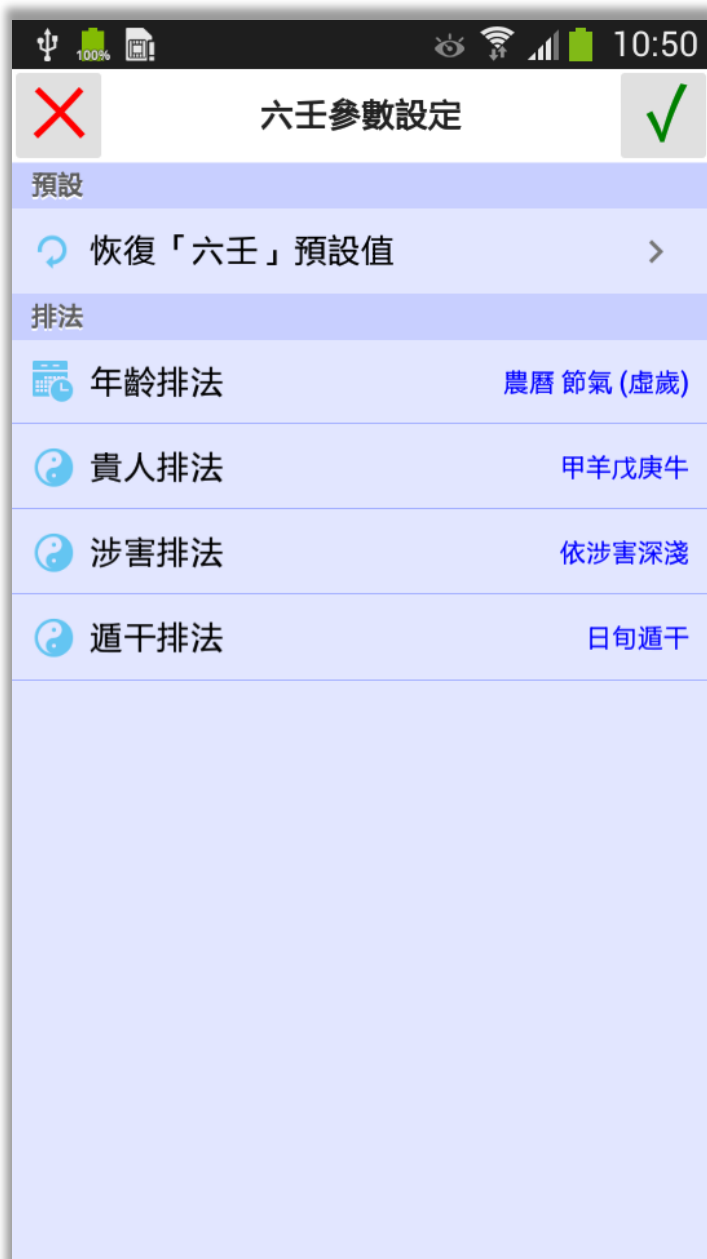 100%
10:50
六壬參數設定
預設
恢復「六壬」預設值
排法
年齡排法 農曆 節氣 (虛歲)
貴人排法 甲羊戊庚牛
涉害排法 依涉害深淺
遁干排法 日旬遁干